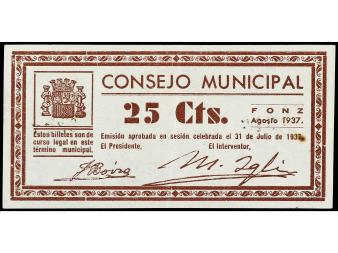 CONSEJO MUNICIPAL
25 Cts.
FONZ
Agosto 1937.
Estos billetes son de
curso legal en este
término municipal.
Emisión aprobada en sesión celebrada el 31 de Julio de 1937
El Presidente,
El Interventor,